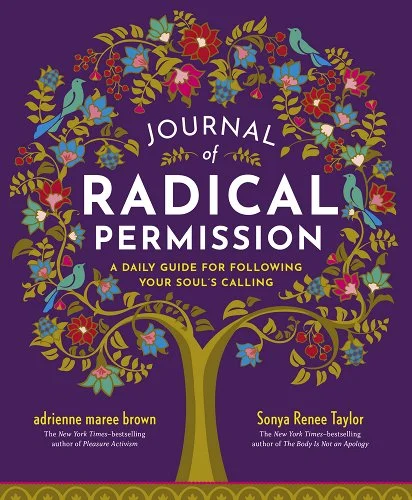 JOURNAL
of
RADICAL
PERMISSION
A DAILY GUIDE FOR FOLLOWING
YOUR SOUL'S CALLING
adrienne maree brown
The New York Times–bestselling
author of Pleasure Activism
Sonya Renee Taylor
The New York Times–bestselling
author of The Body Is Not an Apology